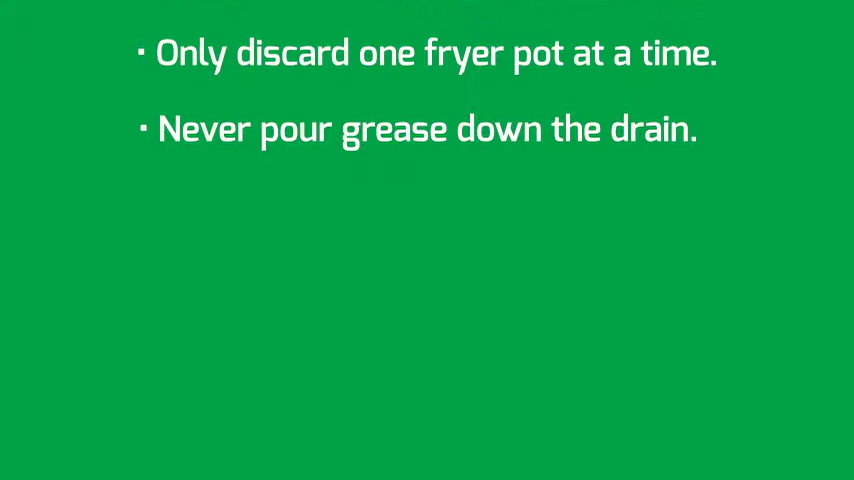 · Only discard one fryer pot at a time.
· Never pour grease down the drain.